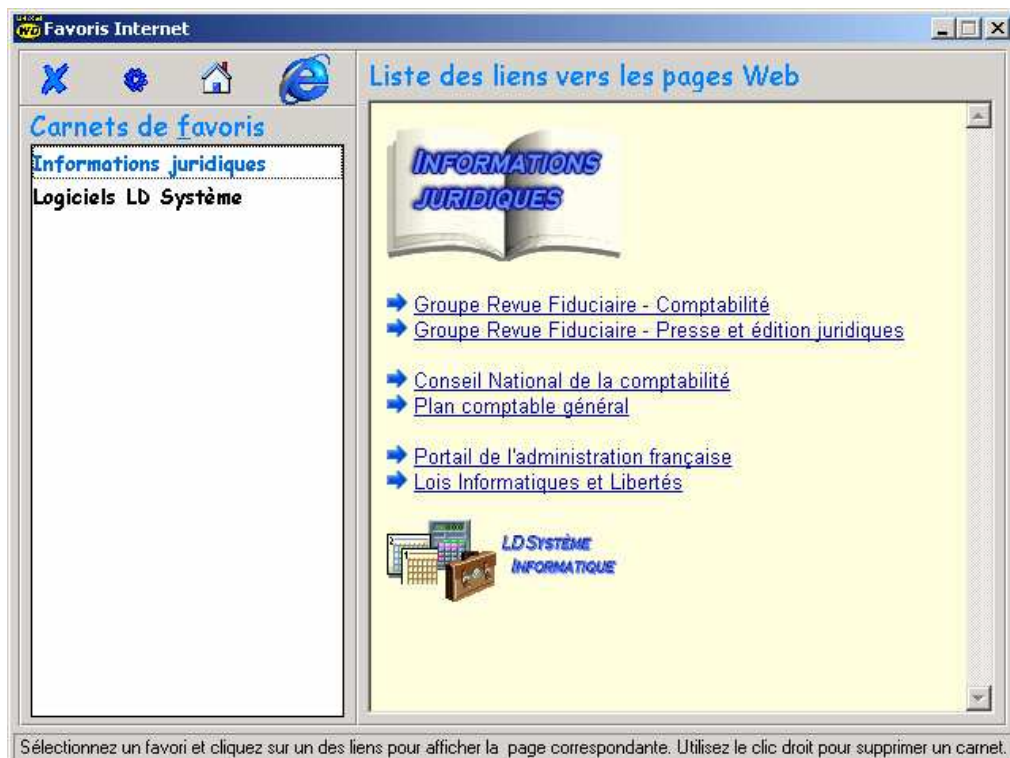 Favoris Internet
Liste des liens vers les pages Web
Carnets de favoris
Informations juridiques
Logiciels LD Système
INFORMATIONS
JURIDIQUES
Groupe Revue Fiduciaire - Comptabilité
Groupe Revue Fiduciaire - Presse et édition juridiques
Conseil National de la comptabilité
Plan comptable général
Portail de l'administration française
Lois Informatiques et Libertés
LD SYSTÈME
INFORMATIQUE
Sélectionnez un favori et cliquez sur un des liens pour afficher la page correspondante. Utilisez le clic droit pour supprimer un carnet.